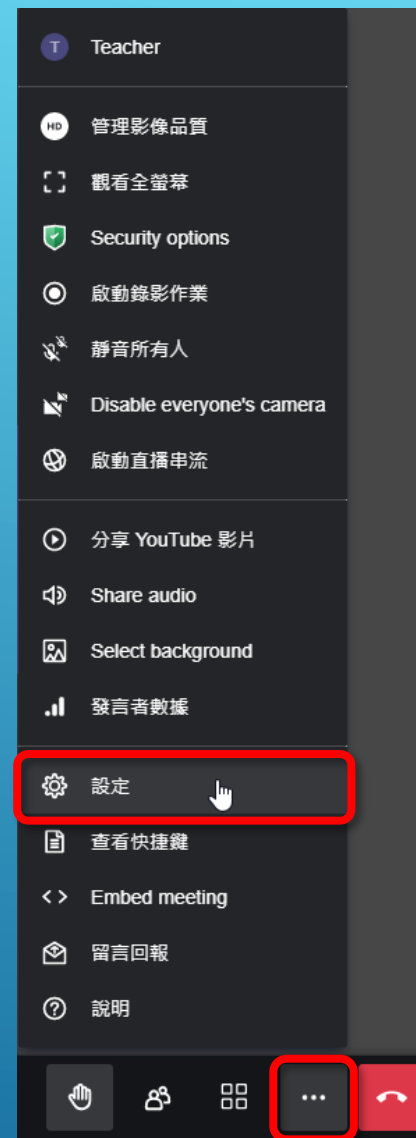 T Teacher
HD 管理影像品質
觀看全螢幕
Security options
啟動錄影作業
靜音所有人
Disable everyone's camera
啟動直播串流
分享 YouTube 影片
Share audio
Select background
發言者數據
設定
查看快捷鍵
Embed meeting
留言回報
說明